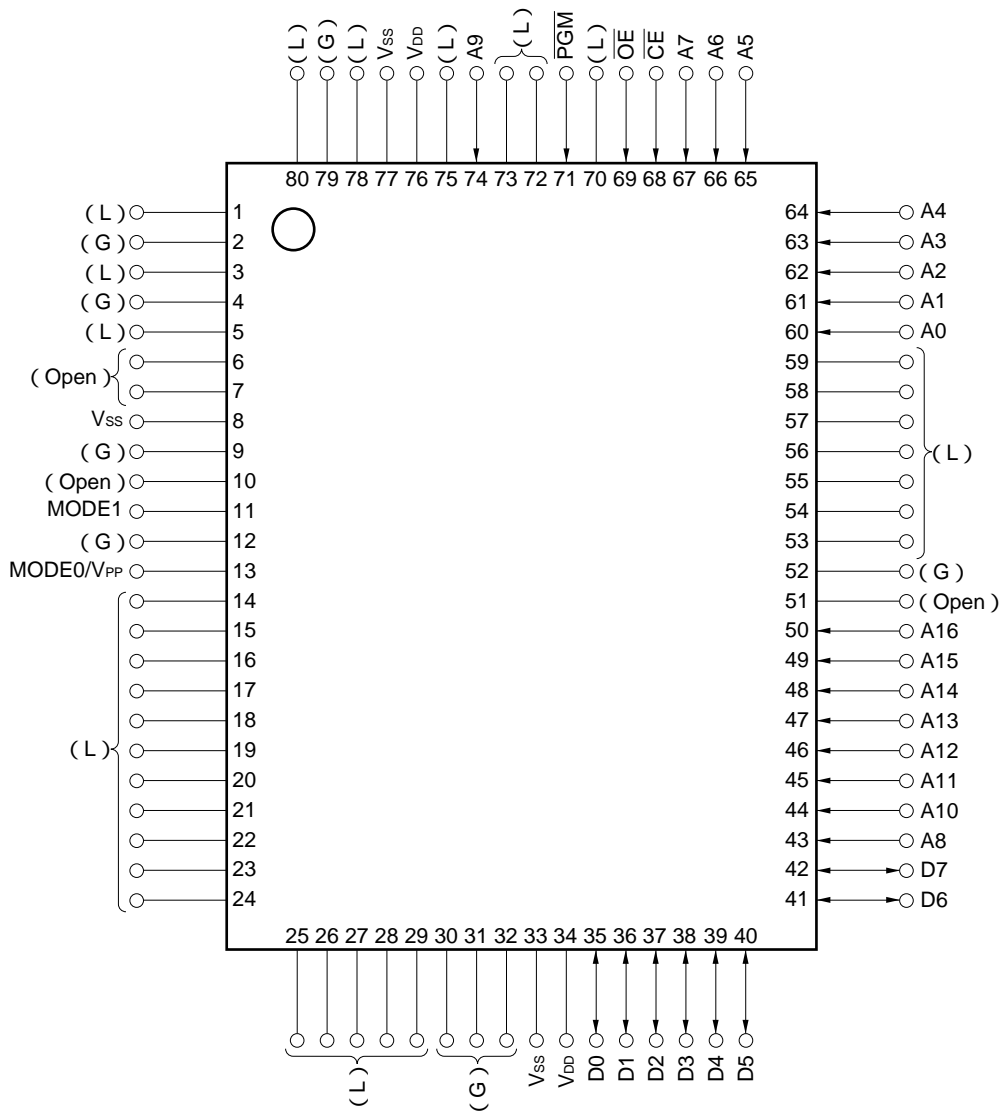 ( L ) ( G ) ( L ) VSS VDD ( L ) A9 ( L ) PGM ( L ) OE CE A7 A6 A5
80 79 78 77 76 75 74 73 72 71 70 69 68 67 66 65
( L ) 1 64 A4
( G ) 2 63 A3
( L ) 3 62 A2
( G ) 4 61 A1
( L ) 5 60 A0
6 59
( Open )
7 58
VSS 8 57
( G ) 9 56
( L )
( Open ) 10 55
MODE1 11 54
( G ) 12 53
MODE0/VPP 13 52 ( G )
14 51 ( Open )
15 50 A16
16 49 A15
17 48 A14
18 47 A13
( L ) 19 46 A12
20 45 A11
21 44 A10
22 43 A8
23 42 D7
24 41 D6
25 26 27 28 29 30 31 32 33 34 35 36 37 38 39 40
( L ) ( G ) VSS VDD D0 D1 D2 D3 D4 D5